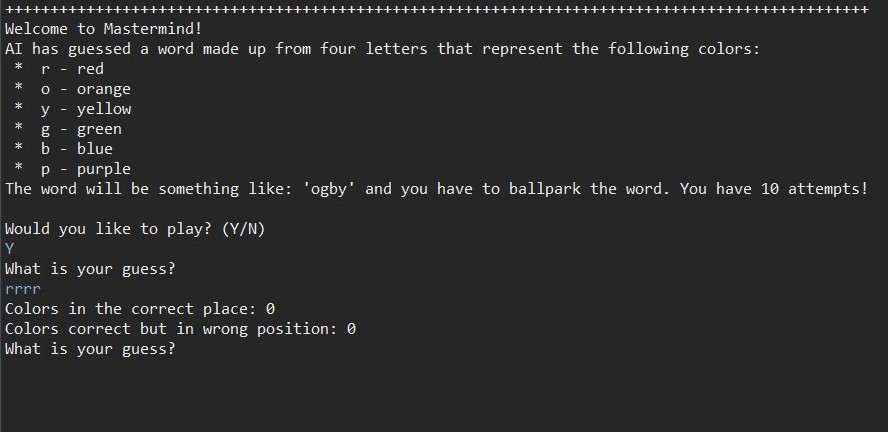 ++++++++++++++++++++++++++++++++++++++++++++++++++++++++++++++++++++++++++++++++++++++++++++++++
Welcome to Mastermind!
AI has guessed a word made up from four letters that represent the following colors:
 *  r - red
 *  o - orange
 *  y - yellow
 *  g - green
 *  b - blue
 *  p - purple
The word will be something like: 'ogby' and you have to ballpark the word. You have 10 attempts!

Would you like to play? (Y/N)
Y
What is your guess?
rrrr
Colors in the correct place: 0
Colors correct but in wrong position: 0
What is your guess?